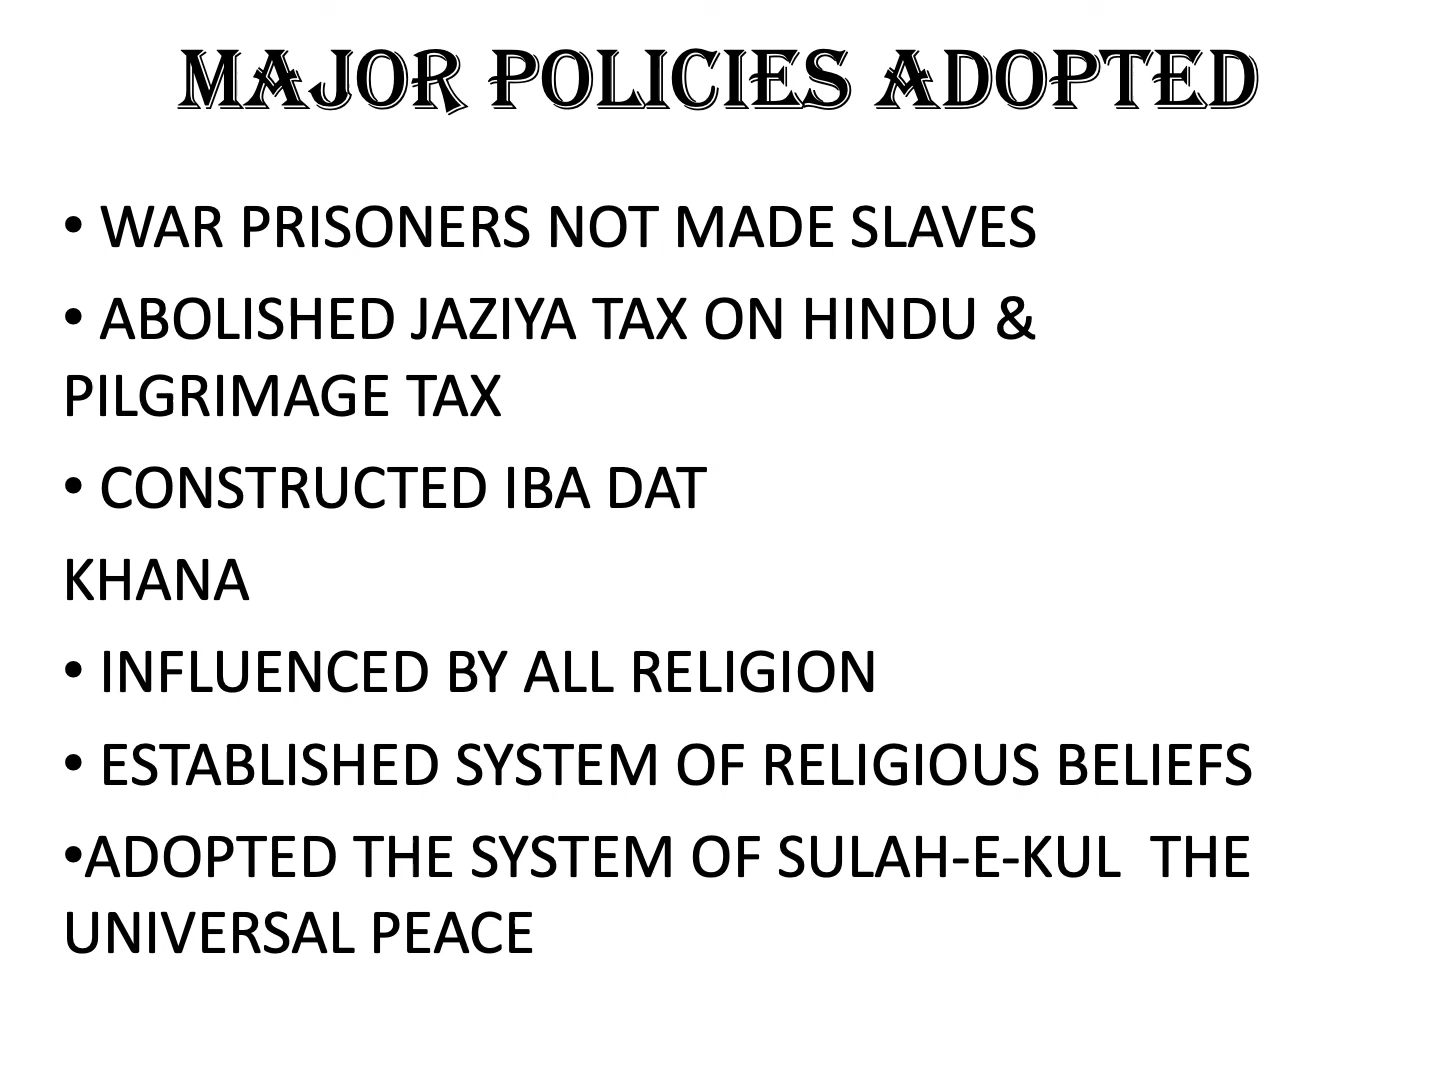 MAJOR POLICIES ADOPTED
• WAR PRISONERS NOT MADE SLAVES
• ABOLISHED JAZIYA TAX ON HINDU &
PILGRIMAGE TAX
• CONSTRUCTED IBA DAT
KHANA
• INFLUENCED BY ALL RELIGION
• ESTABLISHED SYSTEM OF RELIGIOUS BELIEFS
•ADOPTED THE SYSTEM OF SULAH-E-KUL  THE
UNIVERSAL PEACE